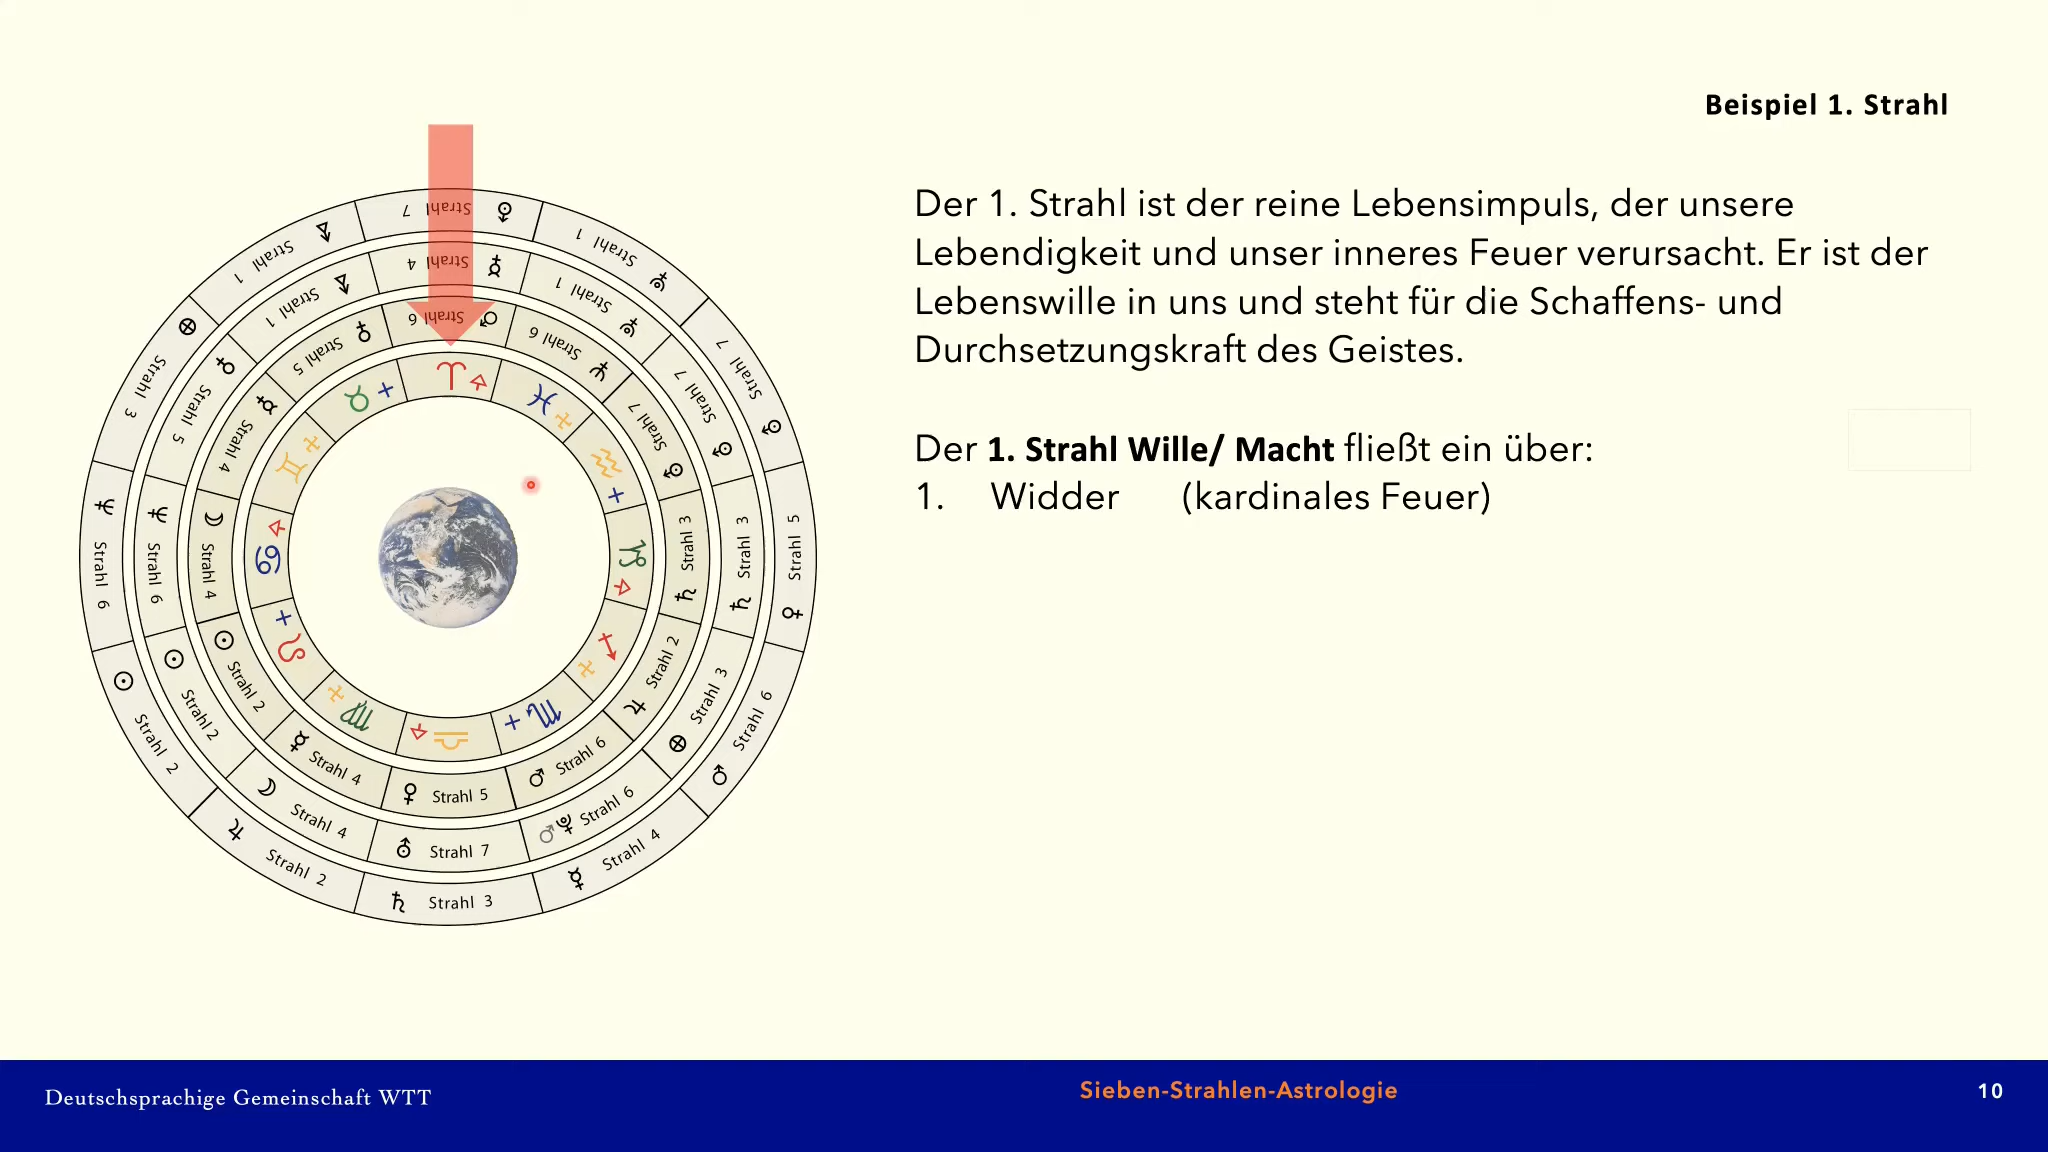 Beispiel 1. Strahl
Der 1. Strahl ist der reine Lebensimpuls, der unsere
Lebendigkeit und unser inneres Feuer verursacht. Er ist der
Lebenswille in uns und steht für die Schaffens- und
Durchsetzungskraft des Geistes.
Der 1. Strahl Wille/ Macht fließt ein über:
1. Widder (kardinales Feuer)
Strahl 7
Strahl 1
Strahl 7
Strahl 5
Strahl 6
Strahl 4
Strahl 3
Strahl 2
Strahl 2
Strahl 6
Strahl 3
Strahl 1
Strahl 4
Strahl 1
Strahl 7
Strahl 3
Strahl 3
Strahl 6
Strahl 7
Strahl 4
Strahl 2
Strahl 6
Strahl 5
Strahl 1
Strahl 6
Strahl 6
Strahl 7
Strahl 3
Strahl 2
Strahl 6
Strahl 5
Strahl 4
Strahl 2
Strahl 4
Strahl 4
Strahl 5
Deutschsprachige Gemeinschaft WTT
Sieben-Strahlen-Astrologie
10